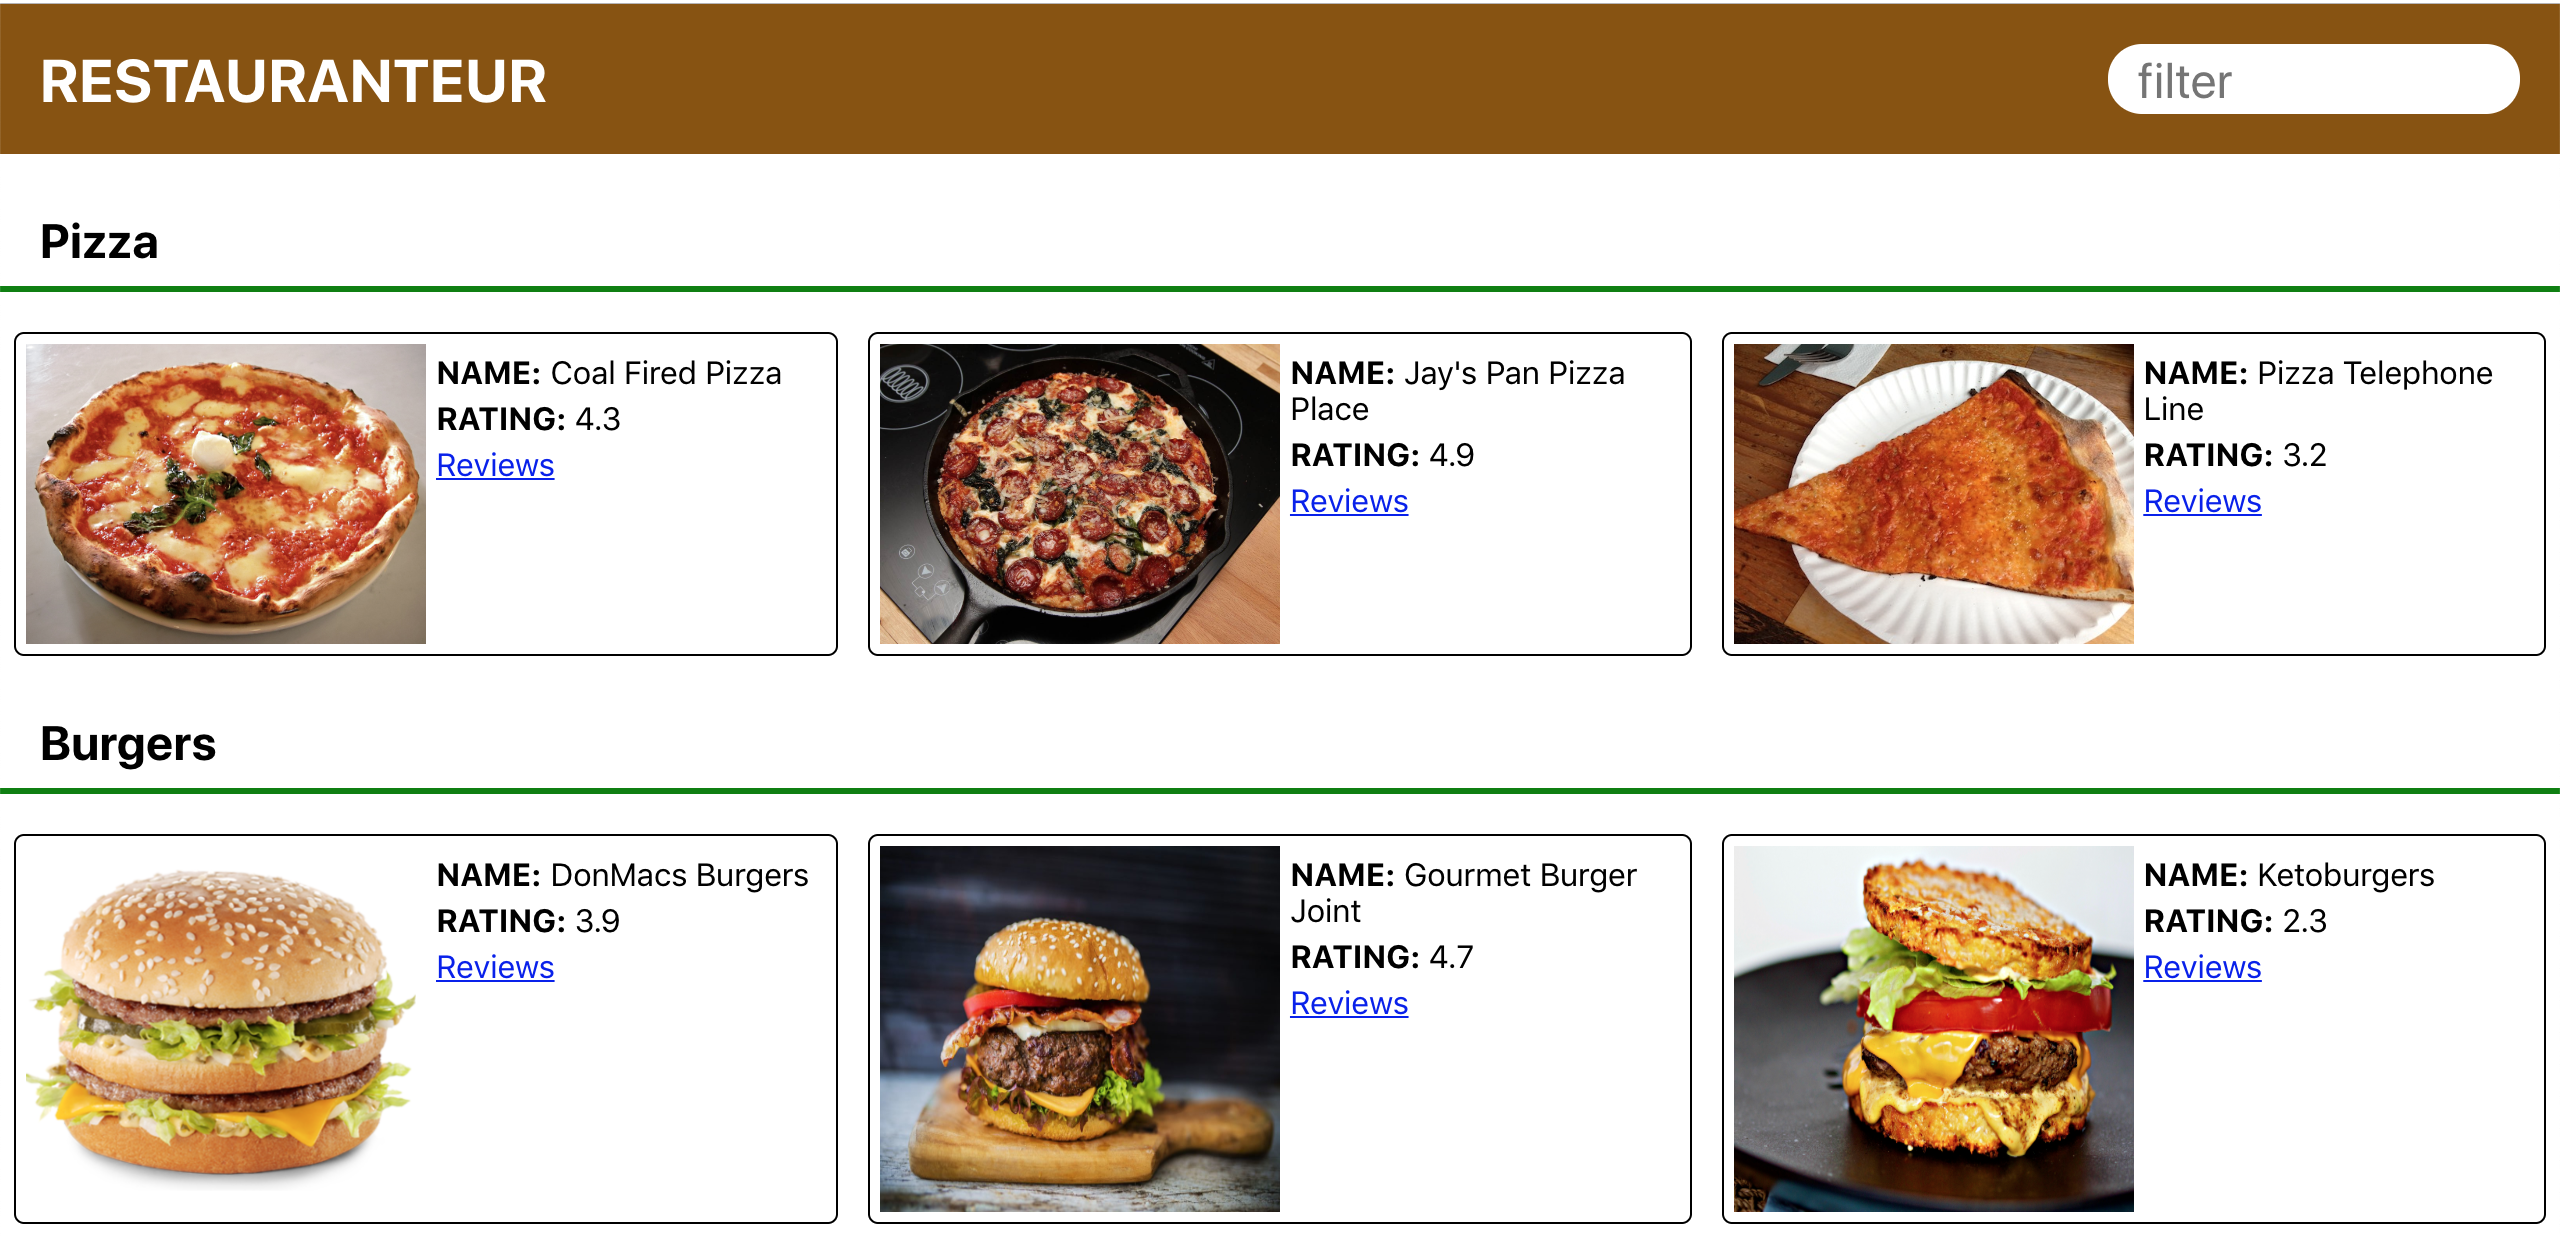 RESTAURANTEUR
filter
Pizza
NAME: Coal Fired Pizza
RATING: 4.3
Reviews
NAME: Jay's Pan Pizza
Place
RATING: 4.9
Reviews
NAME: Pizza Telephone
Line
RATING: 3.2
Reviews
Burgers
NAME: DonMacs Burgers
RATING: 3.9
Reviews
NAME: Gourmet Burger
Joint
RATING: 4.7
Reviews
NAME: Ketoburgers
RATING: 2.3
Reviews